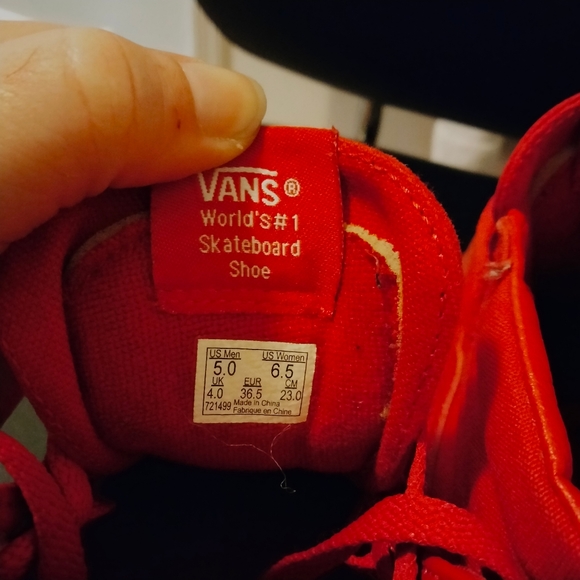 VANS®
World's#1
Skateboard
Shoe
US Men US Women
5.0 6.5
UK EUR CM
4.0 36.5 23.0
721499 Made in China
Fabrique en Chine